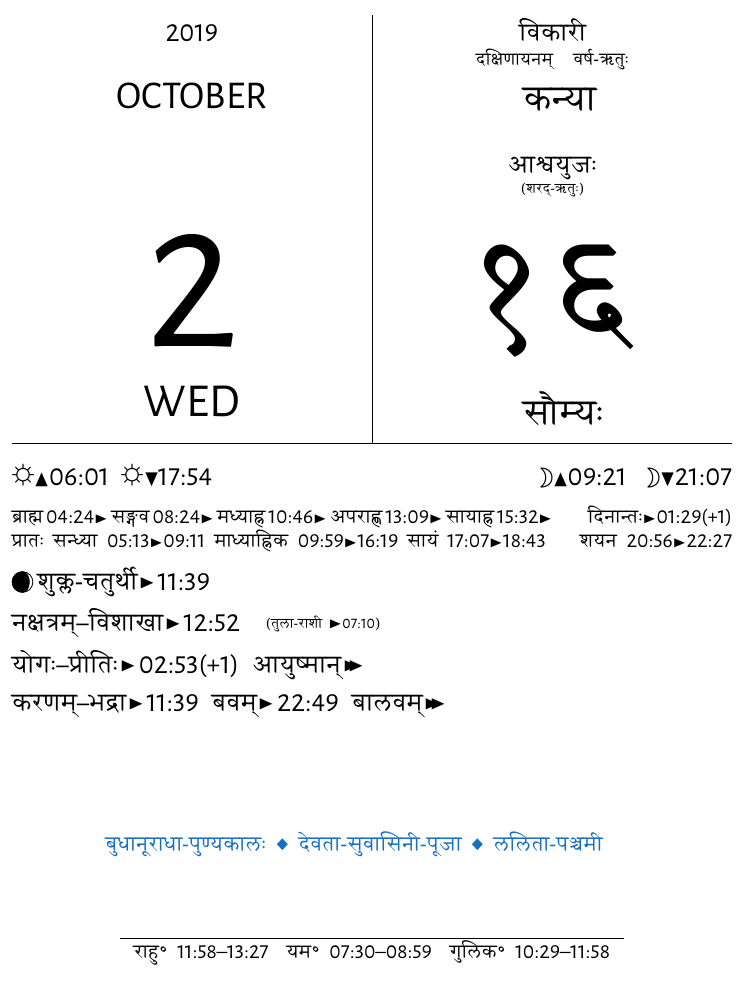 2019
OCTOBER
2
WED
विकारी
दक्षिणायनम् वर्ष-ऋतुः
कन्या
आश्वयुजः
(शरद्-ऋतुः)
१६
सौम्यः
☼▲06:01 ☼▼17:54 ☽▲09:21 ☽▼21:07
ब्राह्म 04:24► सङ्गव 08:24► मध्याह्न 10:46► अपराह्ण 13:09► सायाह्न 15:32► दिनान्तः►01:29(+1)
प्रातः सन्ध्या 05:13►09:11 माध्याह्निक 09:59►16:19 सायं 17:07►18:43 शयन 20:56►22:27
शुक्ल-चतुर्थी►11:39
नक्षत्रम्–विशाखा►12:52 (तुला-राशी ►07:10)
योगः–प्रीतिः►02:53(+1) आयुष्मान्►►
करणम्–भद्रा►11:39 बवम्►22:49 बालवम्►►
बुधानूराधा-पुण्यकालः ◆ देवता-सुवासिनी-पूजा ◆ ललिता-पञ्चमी
राहु॰ 11:58–13:27 यम॰ 07:30–08:59 गुलिक॰ 10:29–11:58